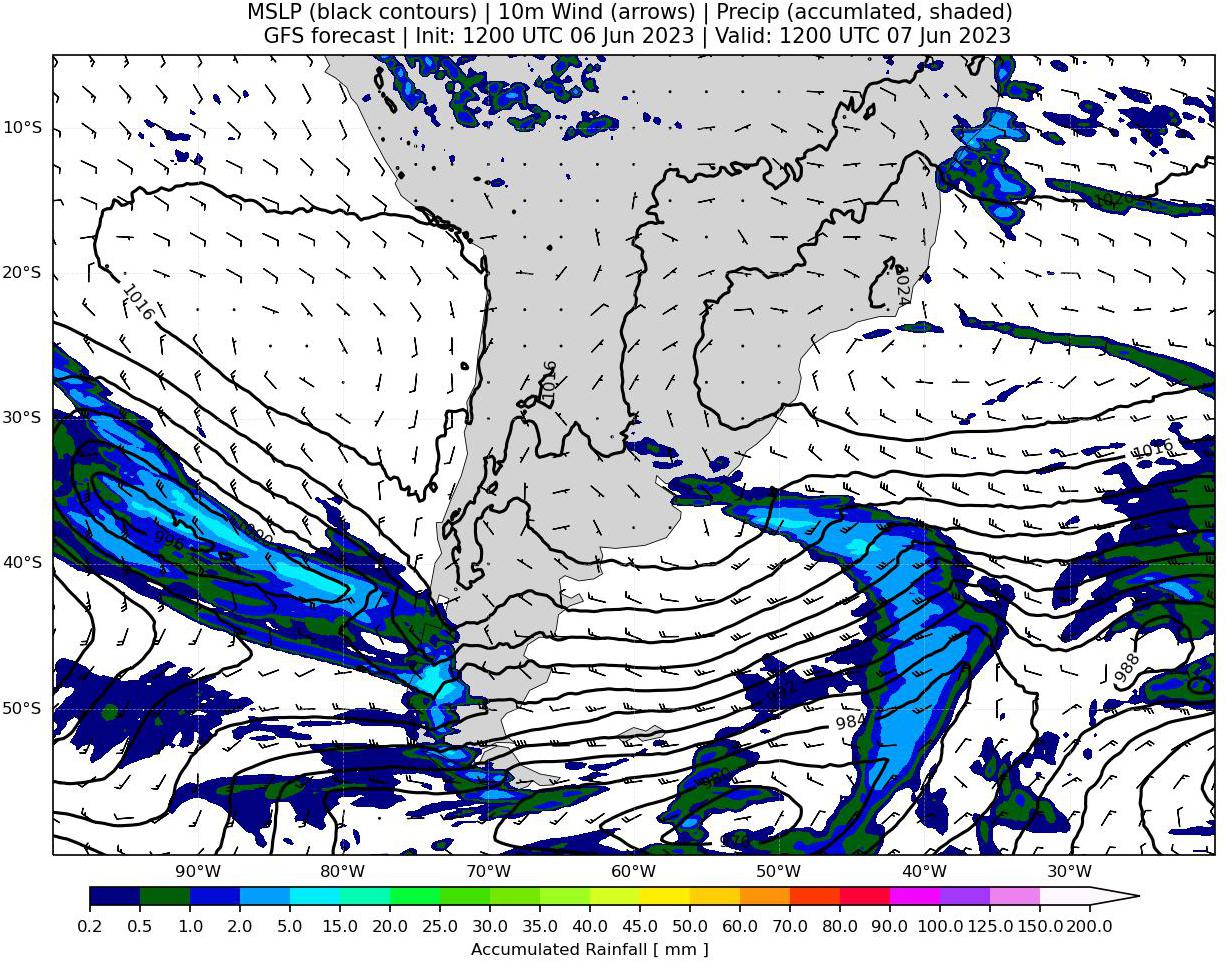 MSLP (black contours) | 10m Wind (arrows) | Precip (accumlated, shaded)
GFS forecast | Init: 1200 UTC 06 Jun 2023 | Valid: 1200 UTC 07 Jun 2023
10°S
1020
20°S
1024
1016
1016
30°S
1016
996
40°S
988
992
50°S
984
980
90°W 80°W 70°W 60°W 50°W 40°W 30°W
0.2 0.5 1.0 2.0 5.0 10.0 15.0 20.0 25.0 30.0 35.0 40.0 45.0 50.0 60.0 70.0 80.0 90.0 100.0 125.0 150.0 200.0
Accumulated Rainfall [ mm ]